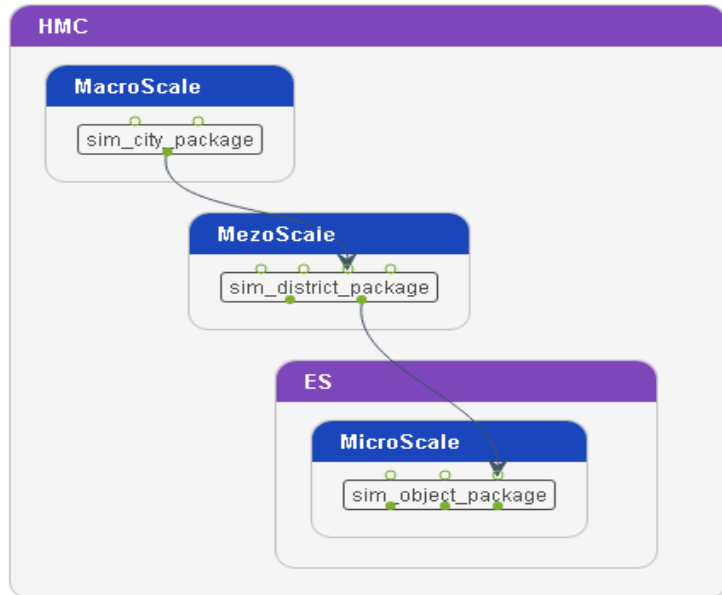 HMC
MacroScale
sim_city_package
MezoScale
sim_district_package
ES
MicroScale
sim_object_package